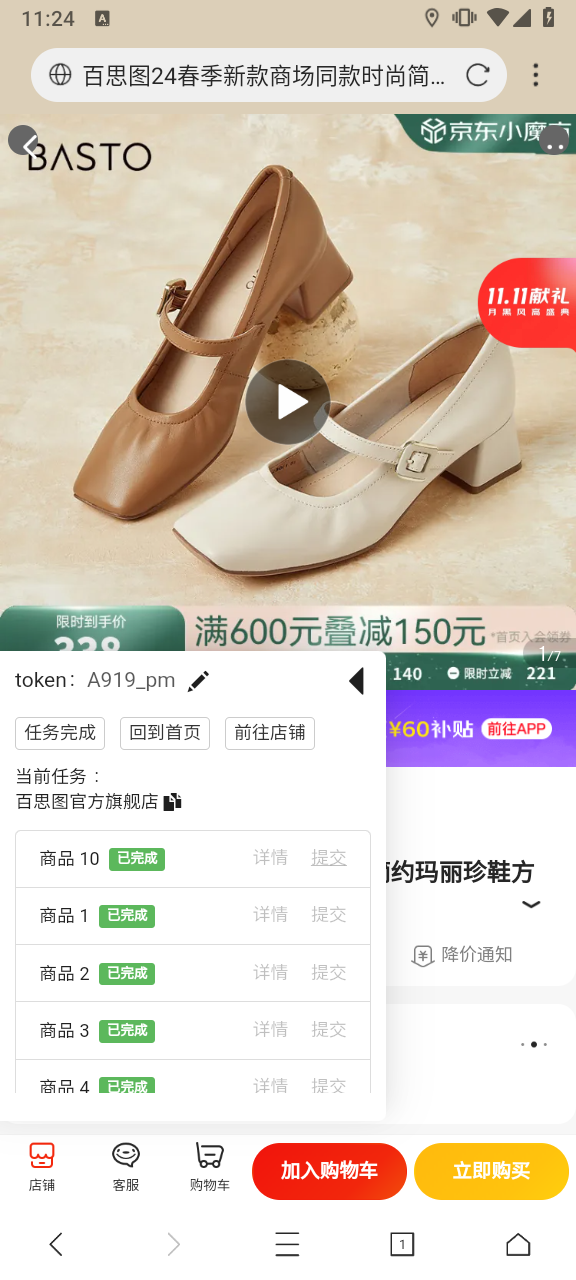 11:24
A
百思图24春季新款商场同款时尚简...
BASTO
京东小魔方
11.11献礼
月黑风高盛典
限时到手价
338
满600元叠减150元
*首页入会领券
1/7
140
限时立减 221
¥60补贴 前往APP
token： A919_pm
任务完成 回到首页 前往店铺
当前任务：
百思图官方旗舰店
商品 10 已完成 详情 提交
商品 1 已完成 详情 提交
商品 2 已完成 详情 提交
商品 3 已完成 详情 提交
商品 4 已完成 详情 提交
简约玛丽珍鞋方
降价通知
店铺 客服 购物车 加入购物车 立即购买
1